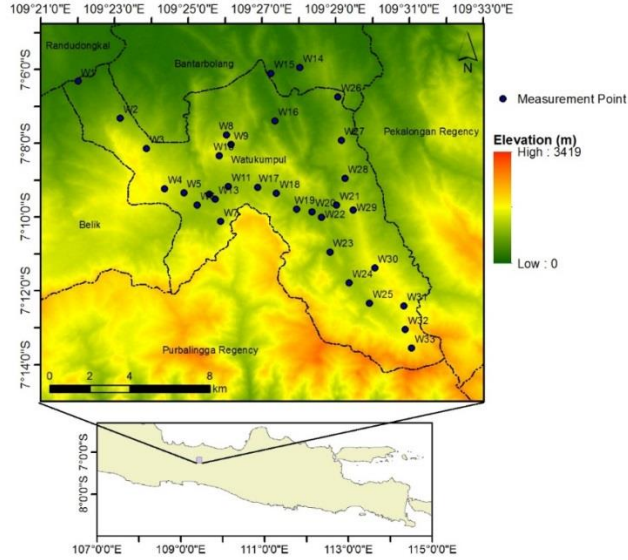 109°21'0"E 109°23'0"E 109°25'0"E 109°27'0"E 109°29'0"E 109°31'0"E 109°33'0"E
7°6'0"S
7°8'0"S
7°10'0"S
7°12'0"S
7°14'0"S
Randudongkal
Bantarbolang
W15
W14
W1
W26
N
W2
W16
W8
W27
W3
W9
Watukumpul
Pekalongan Regency
W4
W5
W11
W17
W18
W28
W13
W19
W20
W21
W22
W29
W7
Belik
W23
W30
W24
W25
W31
W32
W33
Purbalingga Regency
0 2 4 8
km
Measurement Point
Elevation (m)
High : 3419
Low : 0
7°0'0"S
8°0'0"S
107°0'0"E 109°0'0"E 111°0'0"E 113°0'0"E 115°0'0"E